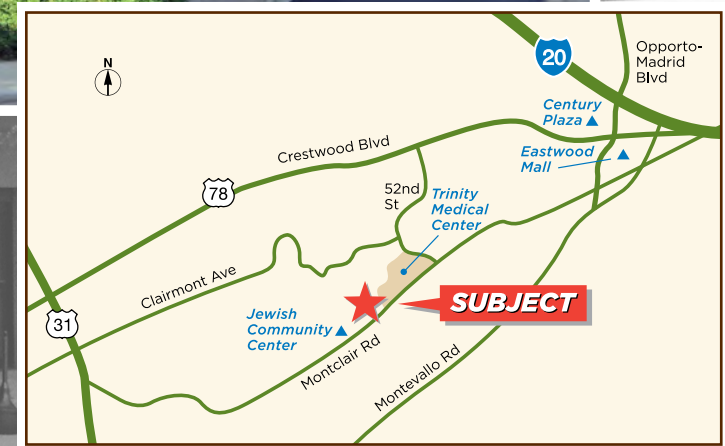 N
20
Opporto-
Madrid
Blvd
Century
Plaza
Eastwood
Mall
Crestwood Blvd
78
52nd
St
Trinity
Medical
Center
Clairmont Ave
SUBJECT
31
Jewish
Community
Center
Montclair Rd
Montevallo Rd